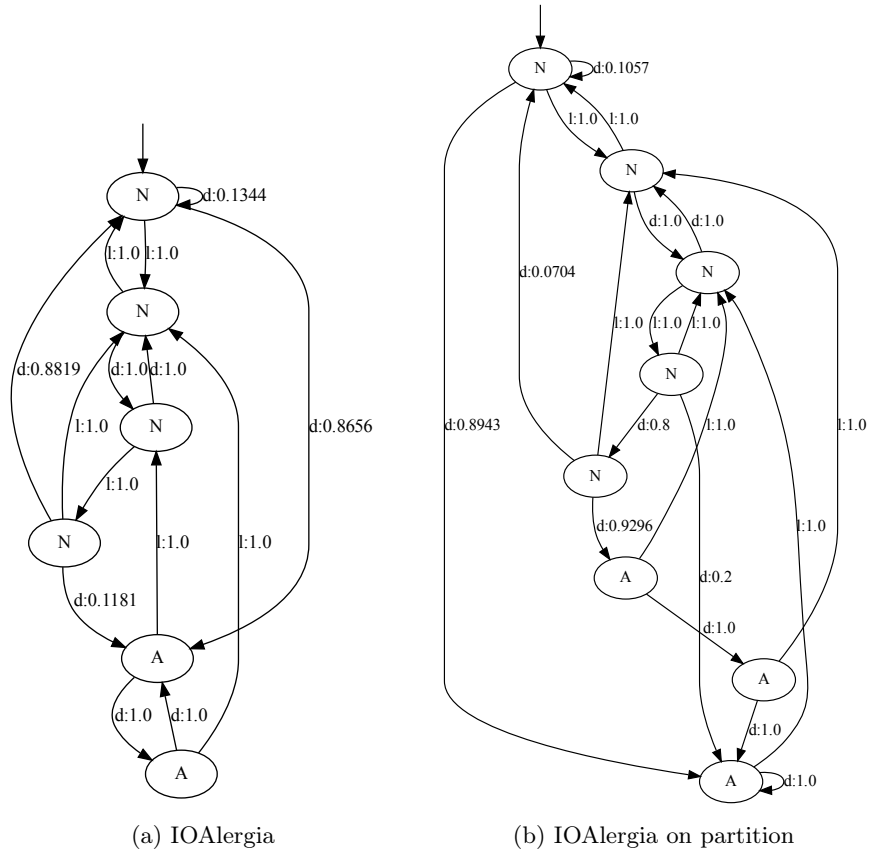 N
d:0.1057
l:1.0 l:1.0
N
N
d:0.1344
d:1.0 d:1.0
l:1.0 l:1.0
N
d:0.0704
N
l:1.0 l:1.0 l:1.0
d:0.8819
d:1.0 d:1.0
N
d:0.8656
l:1.0
N
d:0.8
d:0.8943
l:1.0
l:1.0
N
l:1.0
d:0.9296
l:1.0
N
l:1.0
l:1.0
A
d:0.2
d:0.1181
d:1.0
A
A
d:1.0 d:1.0
d:1.0
A
A
d:1.0
(a) IOAlergia
(b) IOAlergia on partition